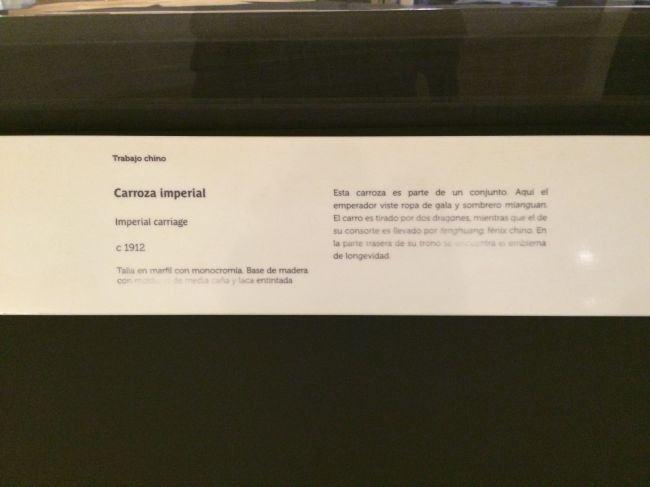 Trabajo chino
Carroza imperial
Imperial carriage
c 1912
Talla en marfil con monocromía. Base de madera
con molduras de media caña y laca entintada
Esta carroza es parte de un conjunto. Aquí el
emperador viste ropa de gala y sombrero mianguan.
El carro es tirado por dos dragones, mientras que el de
su consorte es llevado por fenghuang, fénix chino. En
la parte trasera de su trono se encuentra el emblema
de longevidad.